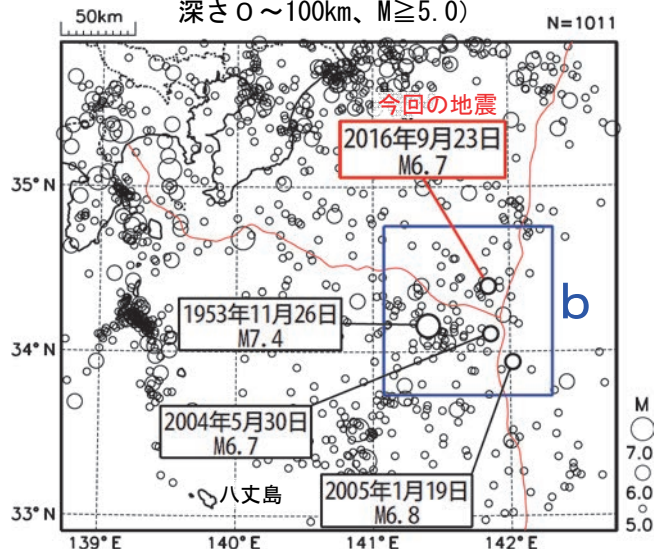 深さ0~100km、M≧5.0)
50km
N=1011
今回の地震
2016年9月23日
M6.7
35°N
b
1953年11月26日
M7.4
34°N
2004年5月30日
M6.7
M
7.0
6.0
5.0
2005年1月19日
M6.8
八丈島
33°N
139°E
140°E
141°E
142°E